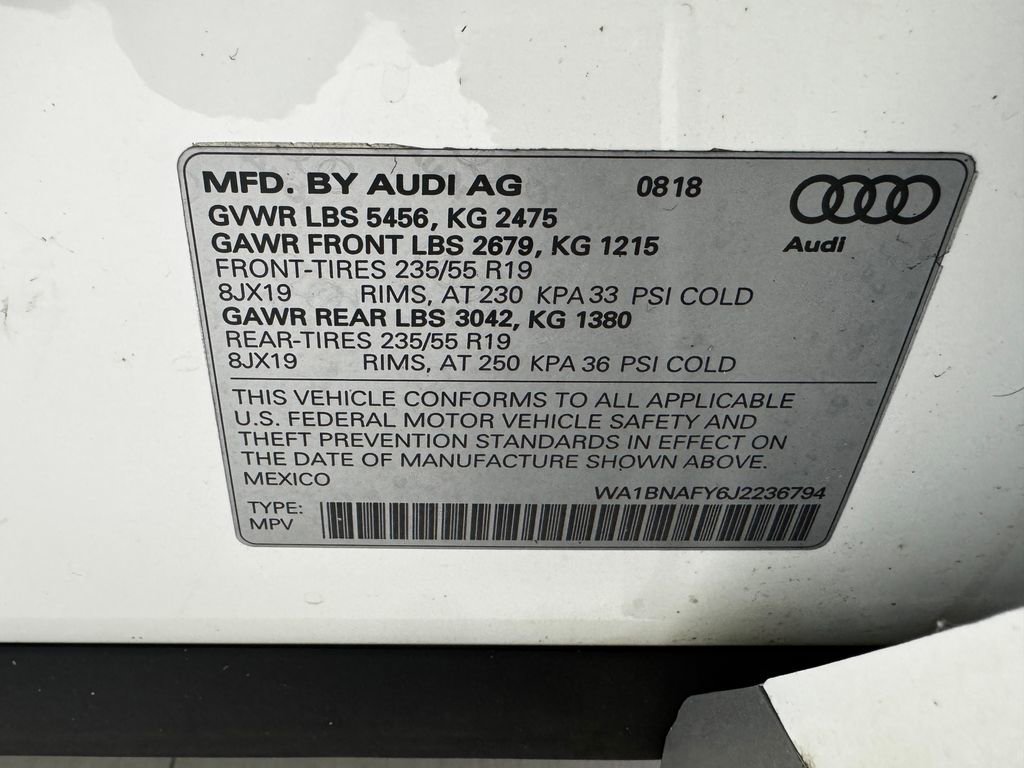 MFD. BY AUDI AG 0818
GVWR LBS 5456, KG 2475
GAWR FRONT LBS 2679, KG 1215
Audi
FRONT-TIRES 235/55 R19
8JX19 RIMS, AT 230 KPA 33 PSI COLD
GAWR REAR LBS 3042, KG 1380
REAR-TIRES 235/55 R19
8JX19 RIMS, AT 250 KPA 36 PSI COLD
THIS VEHICLE CONFORMS TO ALL APPLICABLE
U.S. FEDERAL MOTOR VEHICLE SAFETY AND
THEFT PREVENTION STANDARDS IN EFFECT ON
THE DATE OF MANUFACTURE SHOWN ABOVE.
MEXICO
WA1BNAFY6J2236794
TYPE:
MPV